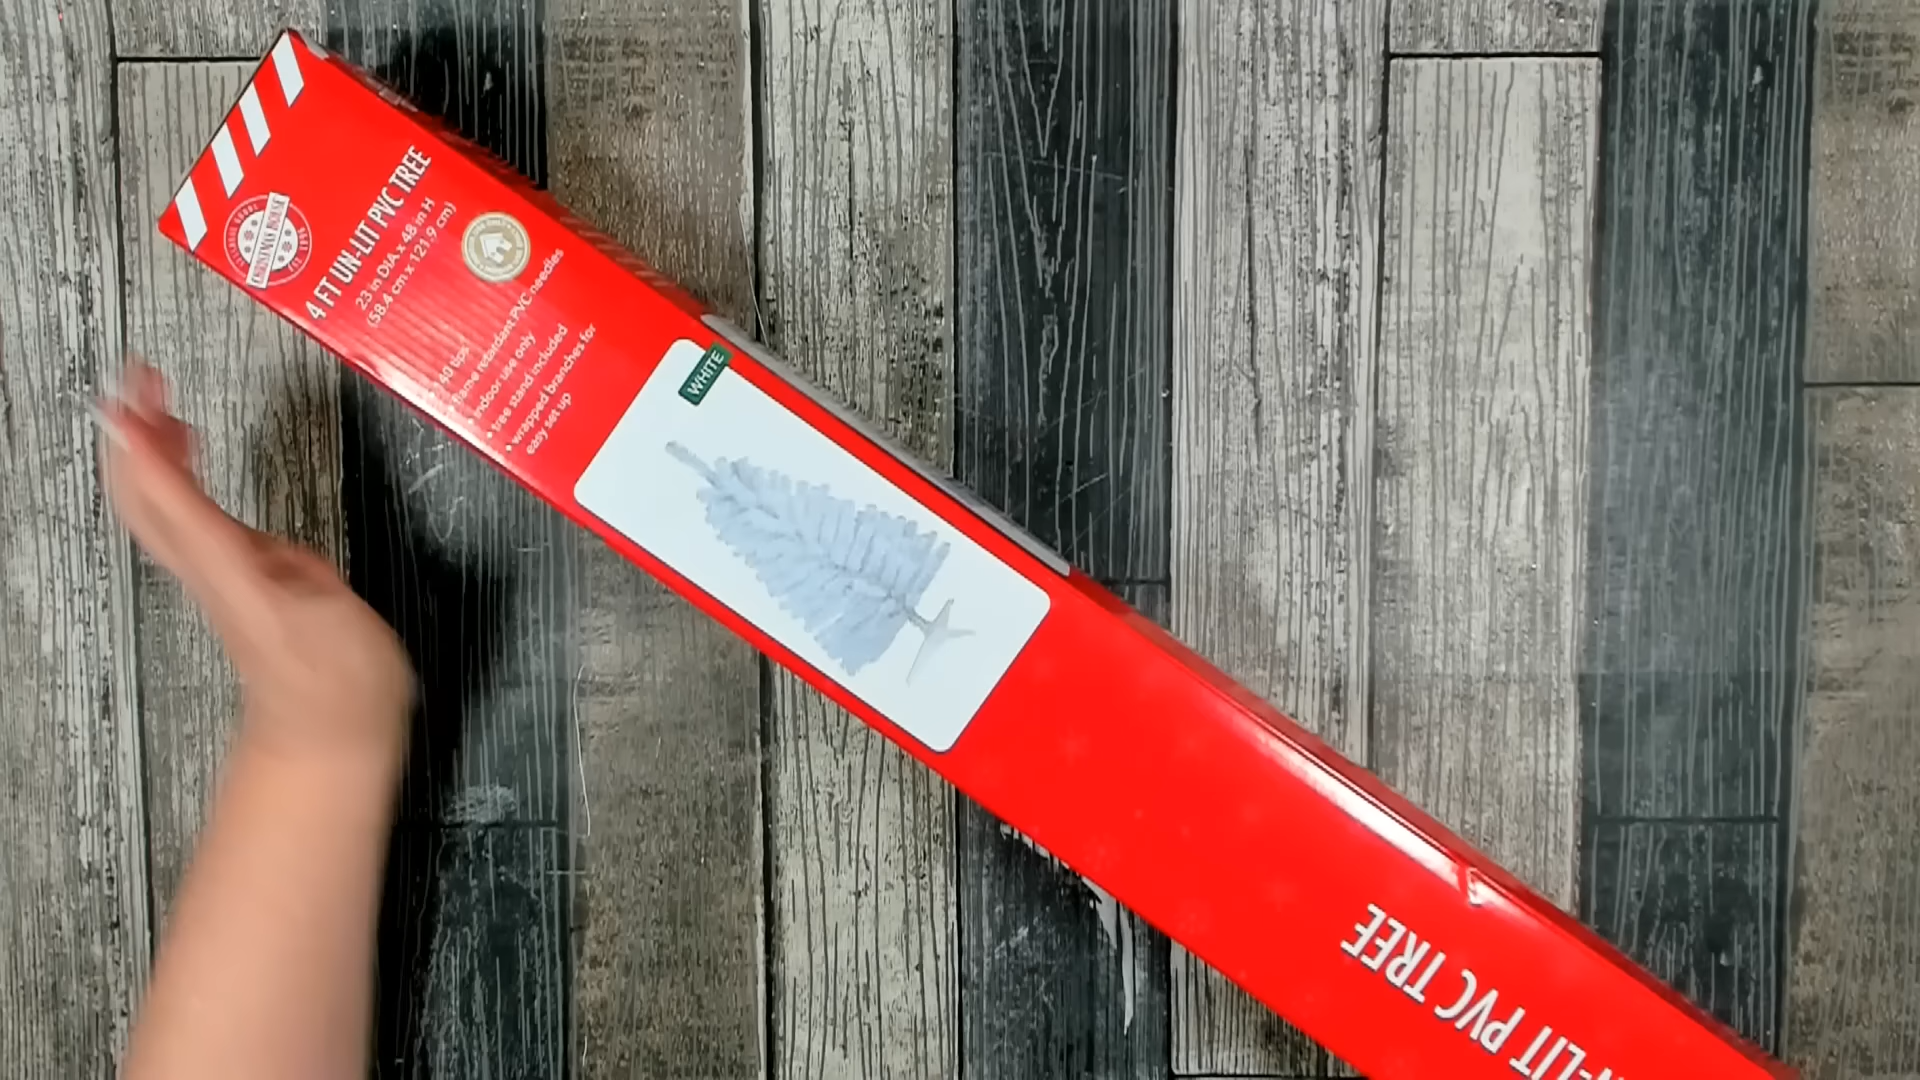 CHRISTMAS HOUSE
4 FT UN-LIT PVC TREE
23 in DIA x 48 in H
(58.4 cm x 121.9 cm)
40 tips
flame retardant PVC needles
• indoor use only
• tree stand included
• wrapped branches for
easy set up
WHITE
N-LIT PVC TREE